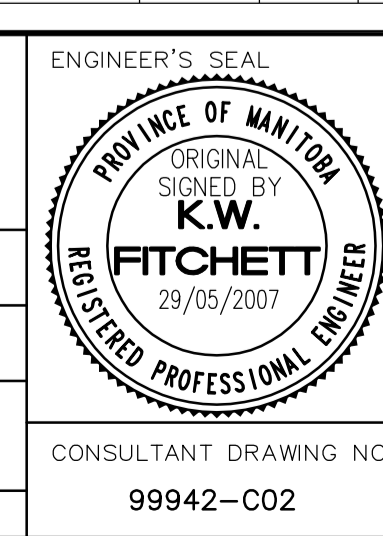 ENGINEER'S SEAL
PROVINCE OF MANITOBA
ORIGINAL
SIGNED BY
K.W.
FITCHETT
29/05/2007
REGISTERED PROFESSIONAL ENGINEER
CONSULTANT DRAWING NO
99942-C02